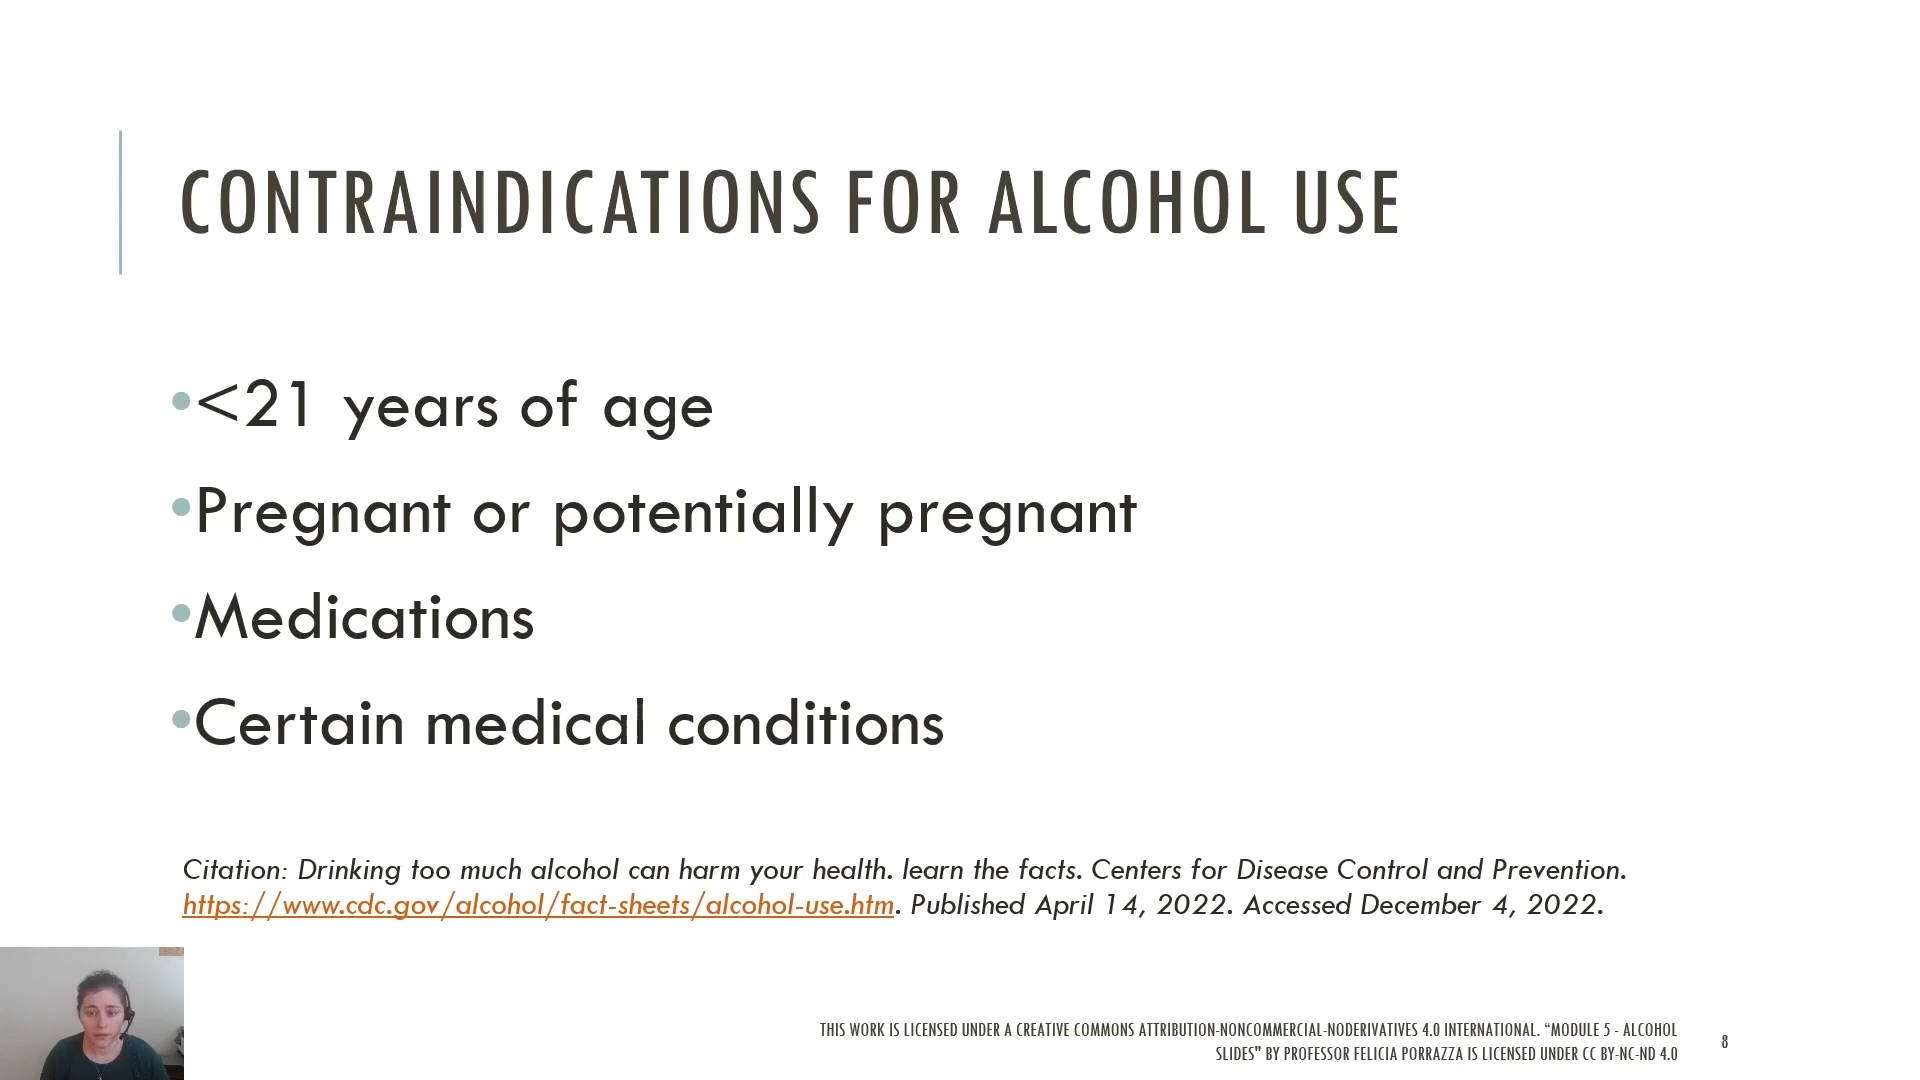 CONTRAINDICATIONS FOR ALCOHOL USE
•<21 years of age
•Pregnant or potentially pregnant
•Medications
•Certain medical conditions
Citation: Drinking too much alcohol can harm your health. learn the facts. Centers for Disease Control and Prevention.
https://www.cdc.gov/alcohol/fact-sheets/alcohol-use.htm. Published April 14, 2022. Accessed December 4, 2022.
THIS WORK IS LICENSED UNDER A CREATIVE COMMONS ATTRIBUTION-NONCOMMERCIAL-NODERIVATIVES 4.0 INTERNATIONAL. “MODULE 5 - ALCOHOL
SLIDES" BY PROFESSOR FELICIA PORRAZZA IS LICENSED UNDER CC BY-NC-ND 4.0
8